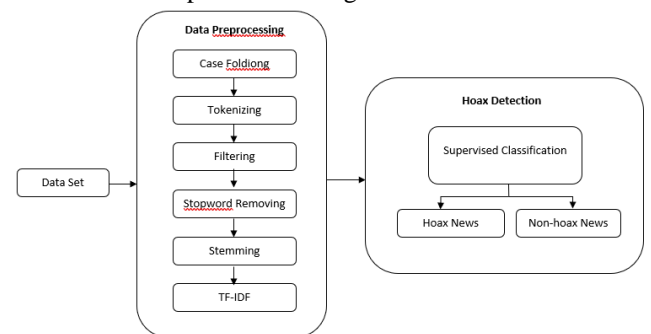 Data Preprocessing
Case Foldiong
Tokenizing
Filtering
Stopword Removing
Stemming
TF-IDF
Data Set
Hoax Detection
Supervised Classification
Hoax News
Non-hoax News